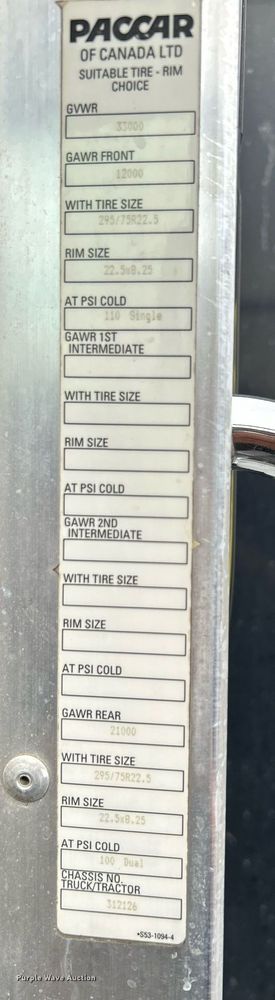 PACCAR
OF CANADA LTD
SUITABLE TIRE - RIM
CHOICE
GVWR
33000
GAWR FRONT
12000
WITH TIRE SIZE
295/75R22.5
RIM SIZE
22.5x8.25
AT PSI COLD
110 Single
GAWR 1ST
INTERMEDIATE
WITH TIRE SIZE
RIM SIZE
AT PSI COLD
GAWR 2ND
INTERMEDIATE
WITH TIRE SIZE
RIM SIZE
AT PSI COLD
GAWR REAR
21000
WITH TIRE SIZE
295/75R22.5
RIM SIZE
22.5x8.25
AT PSI COLD
100 Dual
CHASSIS NO.
TRUCK/TRACTOR
312126
*S53-1094-4
Purple Wave Auction